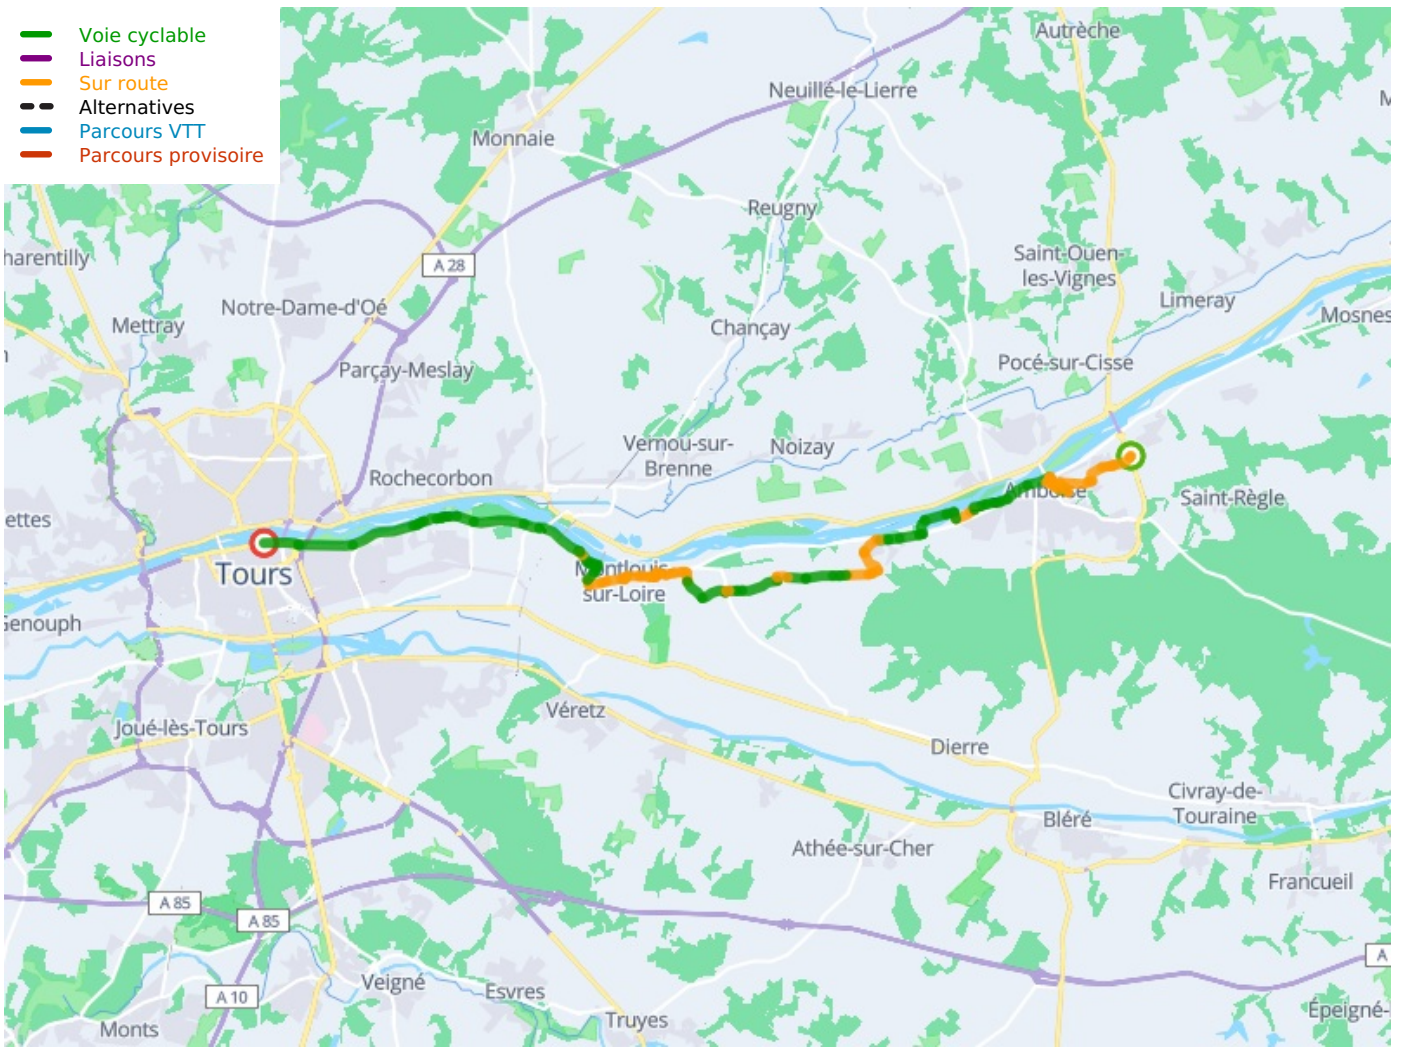 Voie cyclable
Liaisons
Sur route
Alternatives
Parcours VTT
Parcours provisoire
Autrèche
Neuillé-le-Lierre
M
Monnaie
Reugny
harentilly
A 28
Saint-Ouen-
les-Vignes
Notre-Dame-d'Oé
Limeray
Mettray
Chançay
Mosnes
Parçay-Meslay
Pocé-sur-Cisse
Vernou-sur-
Brenne
Noizay
Rochecorbon
Amboise
Saint-Règle
ettes
Tours
Montlouis-
sur-Loire
Genouph
Véretz
Joué-lès-Tours
Dierre
Civray-de-
Touraine
Bléré
Athée-sur-Cher
Francueil
A 85
A 85
A
Veigné
Esvres
A 10
Épeigné-
Truyes
Monts